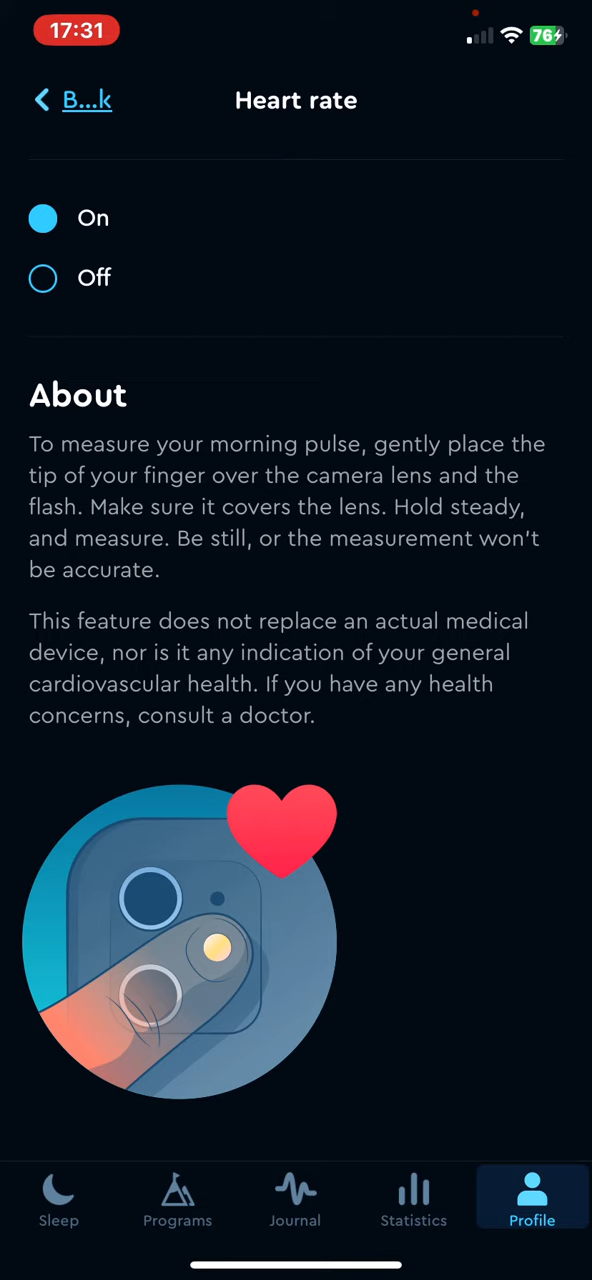 17:31
76
B...k
Heart rate
On
Off
About
To measure your morning pulse, gently place the
tip of your finger over the camera lens and the
flash. Make sure it covers the lens. Hold steady,
and measure. Be still, or the measurement won't
be accurate.
This feature does not replace an actual medical
device, nor is it any indication of your general
cardiovascular health. If you have any health
concerns, consult a doctor.
Sleep
Programs
Journal
Statistics
Profile